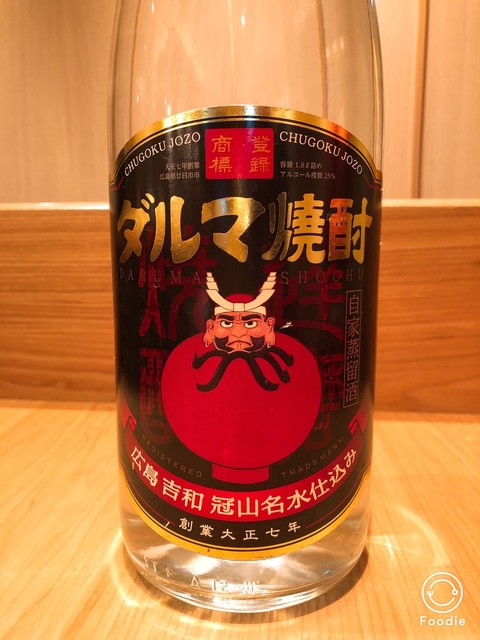 CHUGOKU JOZO
登録
商標
CHUGOKU JOZO
大正七年創業
広島県廿日市市
容量 1.8ℓ詰め
アルコール度数25%
ダルマ焼酎
DARUMA SHOCHU
自家蒸留酒
REGISTERED TRADEMARK
広島 吉和 冠山名水仕込み
創業大正七年
Foodie